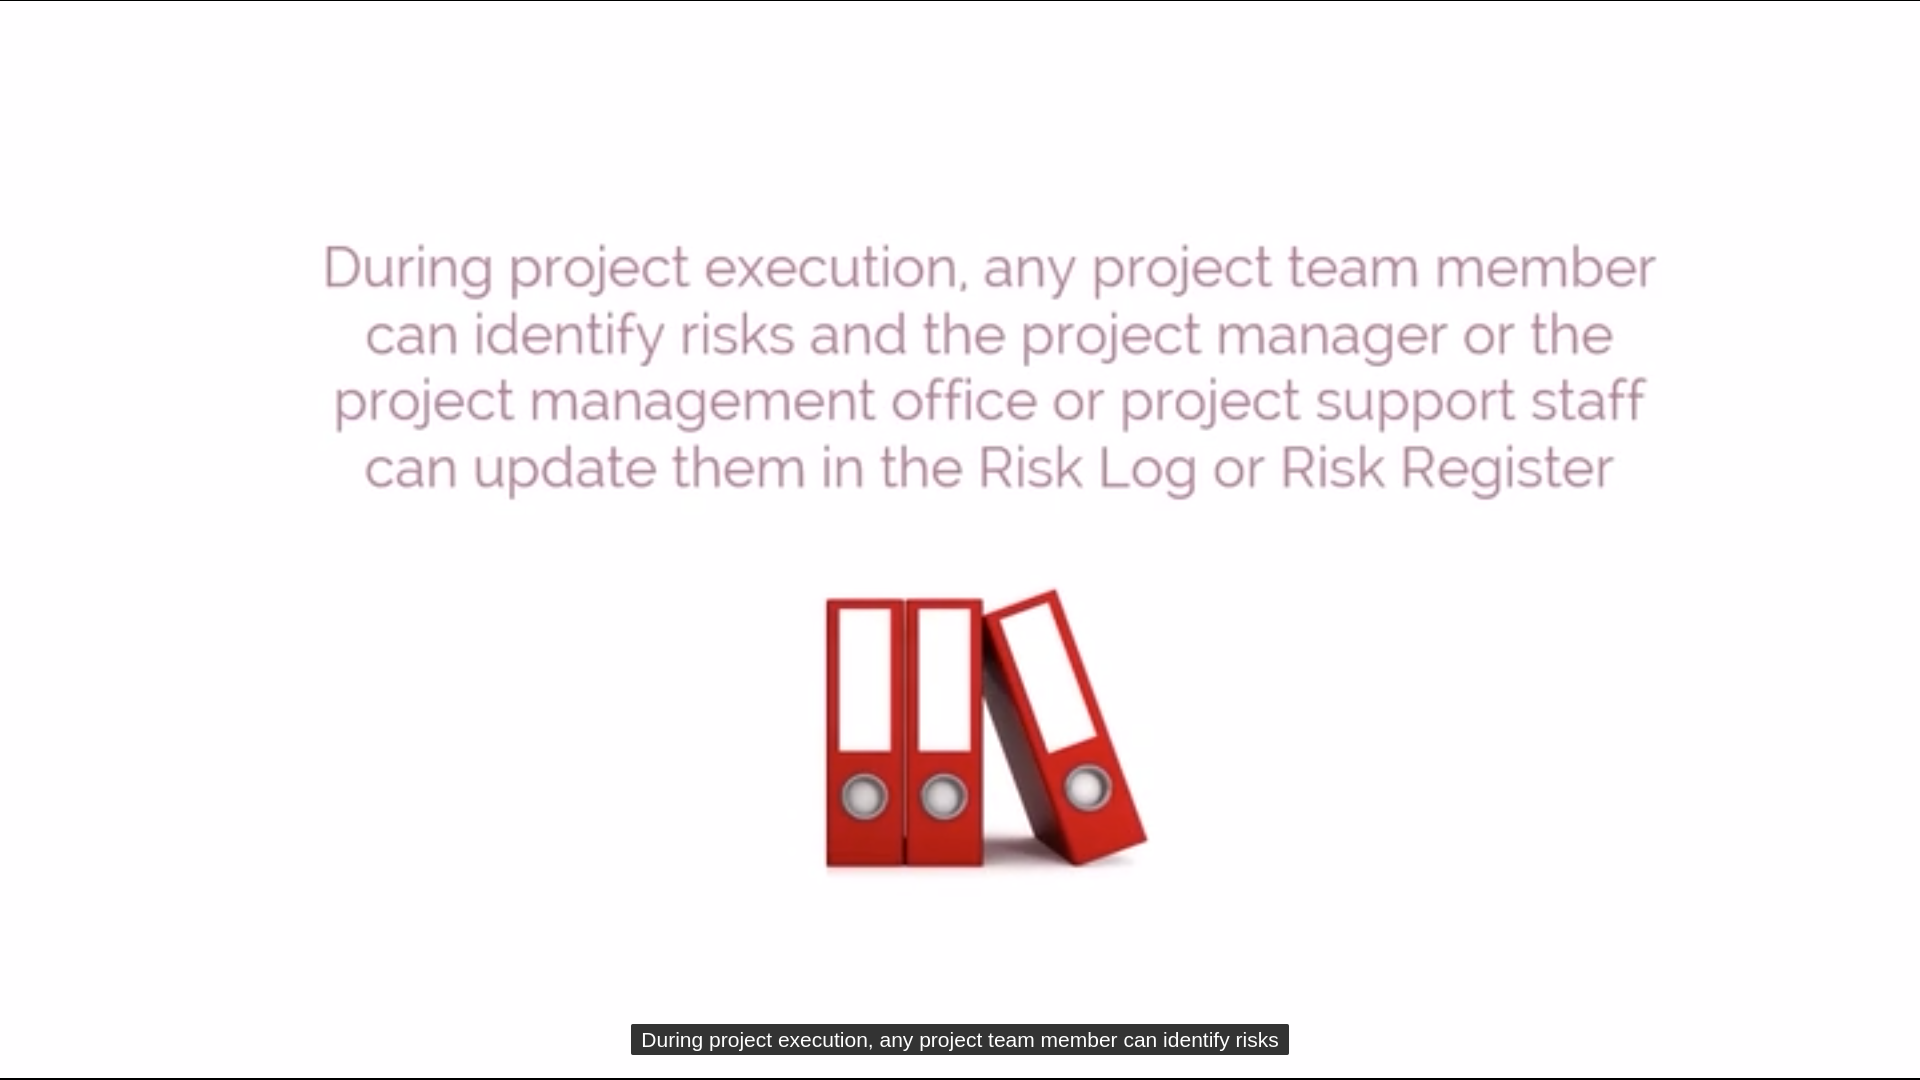 During project execution, any project team member
can identify risks and the project manager or the
project management office or project support staff
can update them in the Risk Log or Risk Register
During project execution, any project team member can identify risks